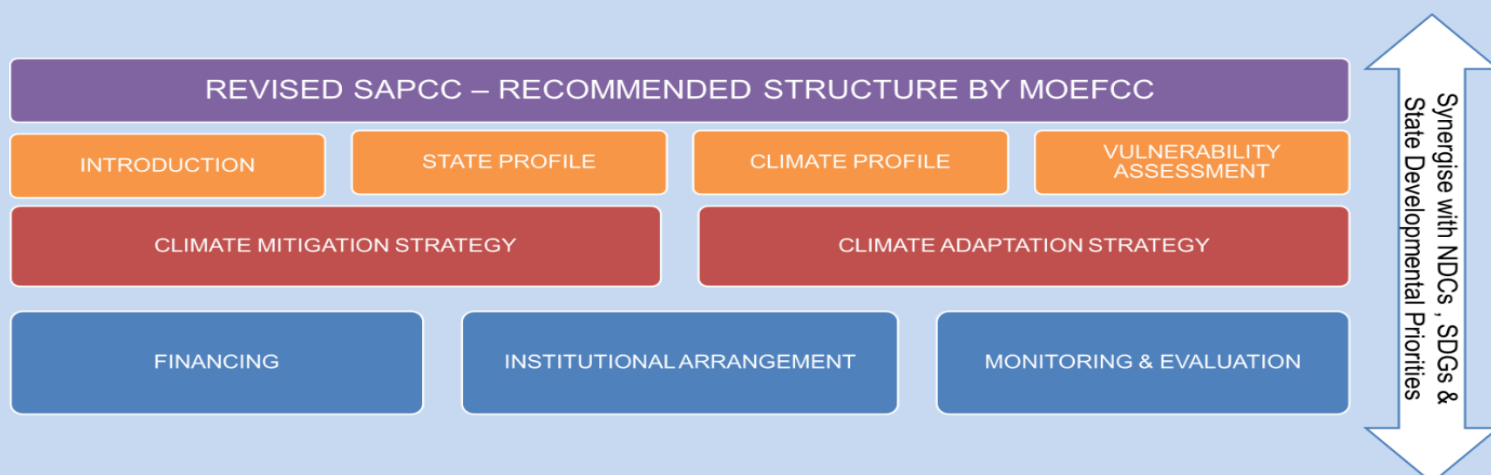 REVISED SAPCC – RECOMMENDED STRUCTURE BY MOEFCC
INTRODUCTION
STATE PROFILE
CLIMATE PROFILE
VULNERABILITY
ASSESSMENT
CLIMATE MITIGATION STRATEGY
CLIMATE ADAPTATION STRATEGY
FINANCING
INSTITUTIONAL ARRANGEMENT
MONITORING & EVALUATION
Synergise with NDCs , SDGs &
State Developmental Priorities